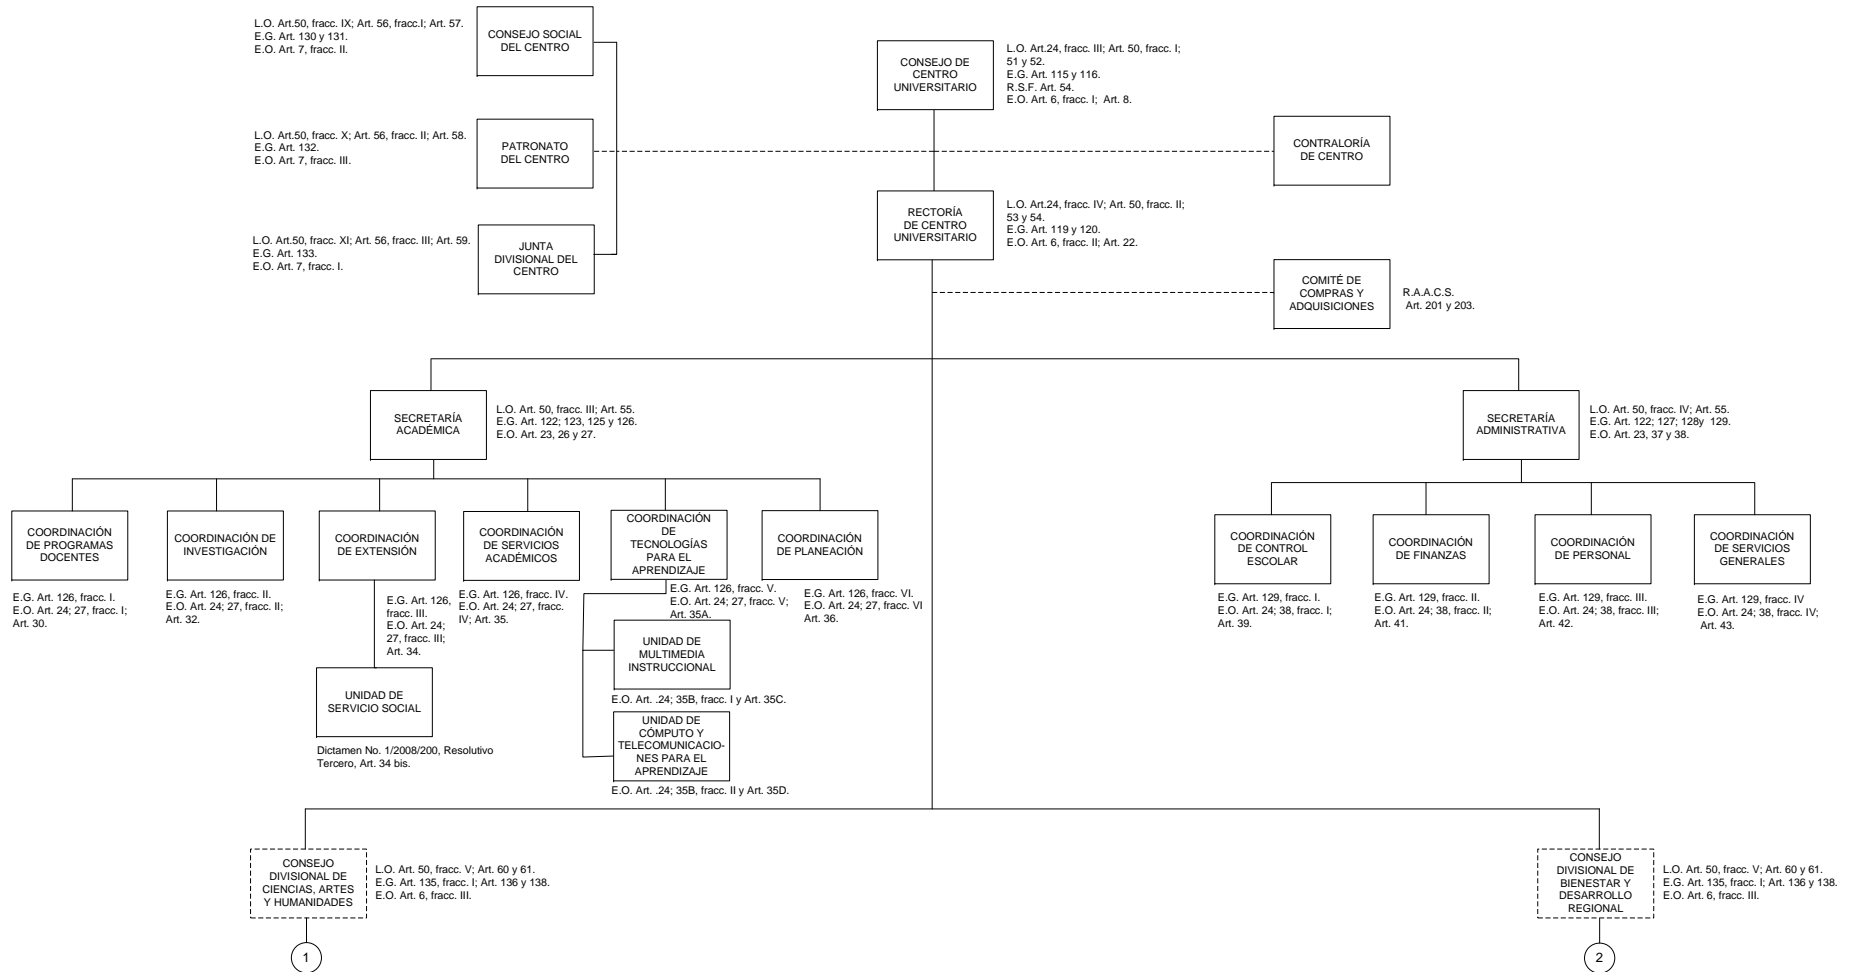 L.O. Art.50, fracc. IX; Art. 56, fracc.I; Art. 57.
E.G. Art. 130 y 131.
E.O. Art. 7, fracc. II.
CONSEJO SOCIAL
DEL CENTRO
CONSEJO DE
CENTRO
UNIVERSITARIO
L.O. Art.24, fracc. III; Art. 50, fracc. I;
51 y 52.
E.G. Art. 115 y 116.
R.S.F. Art. 54.
E.O. Art. 6, fracc. I;  Art. 8.
L.O. Art.50, fracc. X; Art. 56, fracc. II; Art. 58.
E.G. Art. 132.
E.O. Art. 7, fracc. III.
PATRONATO
DEL CENTRO
CONTRALORÍA
DE CENTRO
L.O. Art.50, fracc. XI; Art. 56, fracc. III; Art. 59.
E.G. Art. 133.
E.O. Art. 7, fracc. I.
JUNTA
DIVISIONAL DEL
CENTRO
RECTORÍA
DE CENTRO
UNIVERSITARIO
L.O. Art.24, fracc. IV; Art. 50, fracc. II;
53 y 54.
E.G. Art. 119 y 120.
E.O. Art. 6, fracc. II; Art. 22.
COMITÉ DE
COMPRAS Y
ADQUISICIONES
R.A.A.C.S.
Art. 201 y 203.
SECRETARÍA
ACADÉMICA
L.O. Art. 50, fracc. III; Art. 55.
E.G. Art. 122; 123, 125 y 126.
E.O. Art. 23, 26 y 27.
SECRETARÍA
ADMINISTRATIVA
L.O. Art. 50, fracc. IV; Art. 55.
E.G. Art. 122; 127; 128y  129.
E.O. Art. 23, 37 y 38.
COORDINACIÓN
DE PROGRAMAS
DOCENTES
E.G. Art. 126, fracc. I.
E.O. Art. 24; 27, fracc. I;
Art. 30.
COORDINACIÓN DE
INVESTIGACIÓN
E.G. Art. 126, fracc. II.
E.O. Art. 24; 27, fracc. II;
Art. 32.
COORDINACIÓN
DE EXTENSIÓN
E.G. Art. 126,
fracc. III.
E.O. Art. 24;
27, fracc. III;
Art. 34.
COORDINACIÓN
DE SERVICIOS
ACADÉMICOS
E.G. Art. 126, fracc. IV.
E.O. Art. 24; 27, fracc.
IV; Art. 35.
COORDINACIÓN
DE
TECNOLOGÍAS
PARA EL
APRENDIZAJE
E.G. Art. 126, fracc. V.
E.O. Art. 24; 27, fracc. V;
Art. 35A.
COORDINACIÓN
DE PLANEACIÓN
E.G. Art. 126, fracc. VI.
E.O. Art. 24; 27, fracc. VI
Art. 36.
COORDINACIÓN
DE CONTROL
ESCOLAR
E.G. Art. 129, fracc. I.
E.O. Art. 24; 38, fracc. I;
Art. 39.
COORDINACIÓN
DE FINANZAS
E.G. Art. 129, fracc. II.
E.O. Art. 24; 38, fracc. II;
Art. 41.
COORDINACIÓN
DE PERSONAL
E.G. Art. 129, fracc. III.
E.O. Art. 24; 38, fracc. III;
Art. 42.
COORDINACIÓN
DE SERVICIOS
GENERALES
E.G. Art. 129, fracc. IV
E.O. Art. 24; 38, fracc. IV;
Art. 43.
UNIDAD DE
SERVICIO SOCIAL
Dictamen No. 1/2008/200, Resolutivo
Tercero, Art. 34 bis.
UNIDAD DE
MULTIMEDIA
INSTRUCCIONAL
E.O. Art. .24; 35B, fracc. I y Art. 35C.
UNIDAD DE
CÓMPUTO Y
TELECOMUNICACIO-
NES PARA EL
APRENDIZAJE
E.O. Art. .24; 35B, fracc. II y Art. 35D.
CONSEJO
DIVISIONAL DE
CIENCIAS, ARTES
Y HUMANIDADES
L.O. Art. 50, fracc. V; Art. 60 y 61.
E.G. Art. 135, fracc. I; Art. 136 y 138.
E.O. Art. 6, fracc. III.
1
CONSEJO
DIVISIONAL DE
BIENESTAR Y
DESARROLLO
REGIONAL
L.O. Art. 50, fracc. V; Art. 60 y 61.
E.G. Art. 135, fracc. I; Art. 136 y 138.
E.O. Art. 6, fracc. III.
2